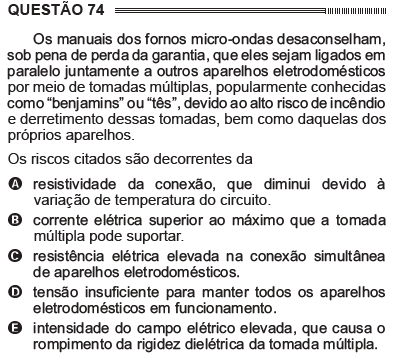 QUESTÃO 74
Os manuais dos fornos micro-ondas desaconselham,
sob pena de perda da garantia, que eles sejam ligados em
paralelo juntamente a outros aparelhos eletrodomésticos
por meio de tomadas múltiplas, popularmente conhecidas
como “benjamins” ou “tês”, devido ao alto risco de incêndio
e derretimento dessas tomadas, bem como daquelas dos
próprios aparelhos.
Os riscos citados são decorrentes da
A resistividade da conexão, que diminui devido à
variação de temperatura do circuito.
B corrente elétrica superior ao máximo que a tomada
múltipla pode suportar.
C resistência elétrica elevada na conexão simultânea
de aparelhos eletrodomésticos.
D tensão insuficiente para manter todos os aparelhos
eletrodomésticos em funcionamento.
E intensidade do campo elétrico elevada, que causa o
rompimento da rigidez dielétrica da tomada múltipla.